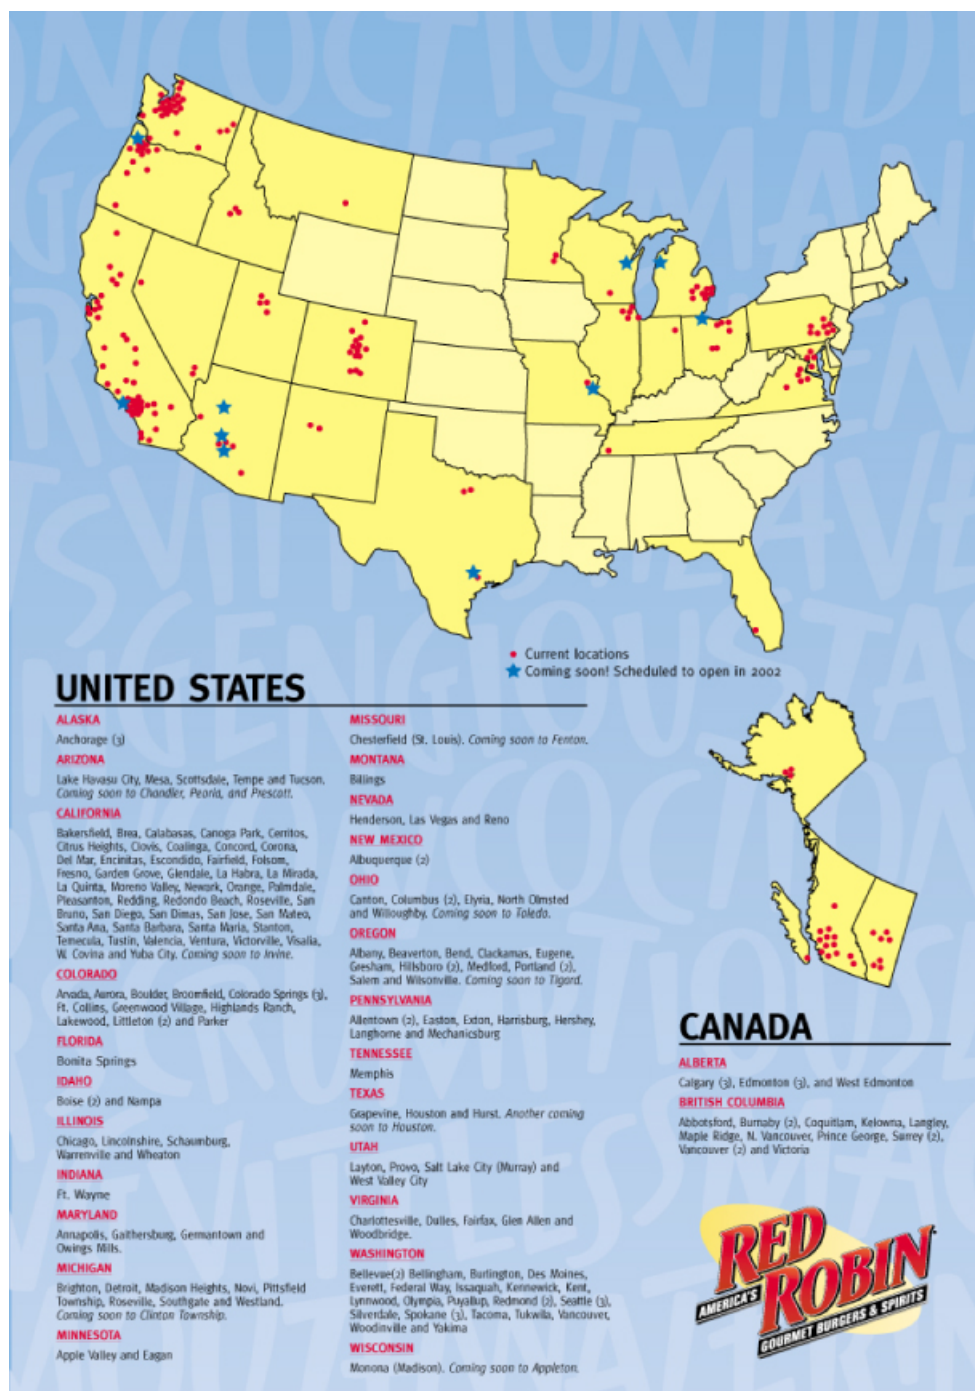 Current locations
Coming soon! Scheduled to open in 2002
UNITED STATES
ALASKA
Anchorage (3)
ARIZONA
Lake Havasu City, Mesa, Scottsdale, Tempe and Tucson.
Coming soon to Chandler, Peoria, and Prescott.
CALIFORNIA
Bakersfield, Brea, Calabasas, Canoga Park, Cerritos,
Citrus Heights, Clovis, Coalinga, Concord, Corona,
Del Mar, Encinitas, Escondido, Fairfield, Folsom,
Fresno, Garden Grove, Glendale, La Habra, La Mirada,
La Quinta, Moreno Valley, Newark, Orange, Palmdale,
Pleasanton, Redding, Redondo Beach, Roseville, San
Bruno, San Diego, San Dimas, San Jose, San Mateo,
Santa Ana, Santa Barbara, Santa Maria, Stanton,
Temecula, Tustin, Valencia, Ventura, Victorville, Visalia,
W. Covina and Yuba City. Coming soon to Irvine.
COLORADO
Arvada, Aurora, Boulder, Broomfield, Colorado Springs (3),
Ft. Collins, Greenwood Village, Highlands Ranch,
Lakewood, Littleton (2) and Parker
FLORIDA
Bonita Springs
IDAHO
Boise (2) and Nampa
ILLINOIS
Chicago, Lincolnshire, Schaumburg,
Warrenville and Wheaton
INDIANA
Ft. Wayne
MARYLAND
Annapolis, Gaithersburg, Germantown and
Owings Mills.
MICHIGAN
Brighton, Detroit, Madison Heights, Novi, Pittsfield
Township, Roseville, Southgate and Westland.
Coming soon to Clinton Township.
MINNESOTA
Apple Valley and Eagan
MISSOURI
Chesterfield (St. Louis). Coming soon to Fenton.
MONTANA
Billings
NEVADA
Henderson, Las Vegas and Reno
NEW MEXICO
Albuquerque (2)
OHIO
Canton, Columbus (2), Elyria, North Olmsted
and Willoughby. Coming soon to Toledo.
OREGON
Albany, Beaverton, Bend, Clackamas, Eugene,
Gresham, Hillsboro (2), Medford, Portland (2),
Salem and Wilsonville. Coming soon to Tigard.
PENNSYLVANIA
Allentown (2), Easton, Exton, Harrisburg, Hershey,
Langhorne and Mechanicsburg
TENNESSEE
Memphis
TEXAS
Grapevine, Houston and Hurst. Another coming
soon to Houston.
UTAH
Layton, Provo, Salt Lake City (Murray) and
West Valley City
VIRGINIA
Charlottesville, Dulles, Fairfax, Glen Allen and
Woodbridge.
WASHINGTON
Bellevue(2) Bellingham, Burlington, Des Moines,
Everett, Federal Way, Issaquah, Kennewick, Kent,
Lynnwood, Olympia, Puyallup, Redmond (2), Seattle (3),
Silverdale, Spokane (3), Tacoma, Tukwila, Vancouver,
Woodinville and Yakima
WISCONSIN
Monona (Madison). Coming soon to Appleton.
CANADA
ALBERTA
Calgary (3), Edmonton (3), and West Edmonton
BRITISH COLUMBIA
Abbotsford, Burnaby (2), Coquitlam, Kelowna, Langley,
Maple Ridge, N. Vancouver, Prince George, Surrey (2),
Vancouver (2) and Victoria
RED
AMERICA'S ROBIN
GOURMET BURGERS & SPIRITS